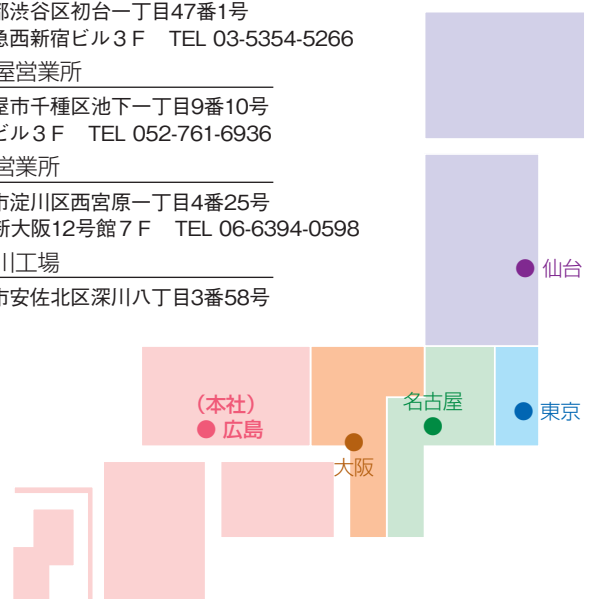 都渋谷区初台一丁目47番1号
急西新宿ビル3F TEL 03-5354-5266
屋営業所
屋市千種区池下一丁目9番10号
ビル3F TEL 052-761-6936
営業所
市淀川区西宮原一丁目4番25号
新大阪12号館7F TEL 06-6394-0598
川工場
市安佐北区深川八丁目3番58号
仙台
名古屋
東京
(本社)
広島
大阪